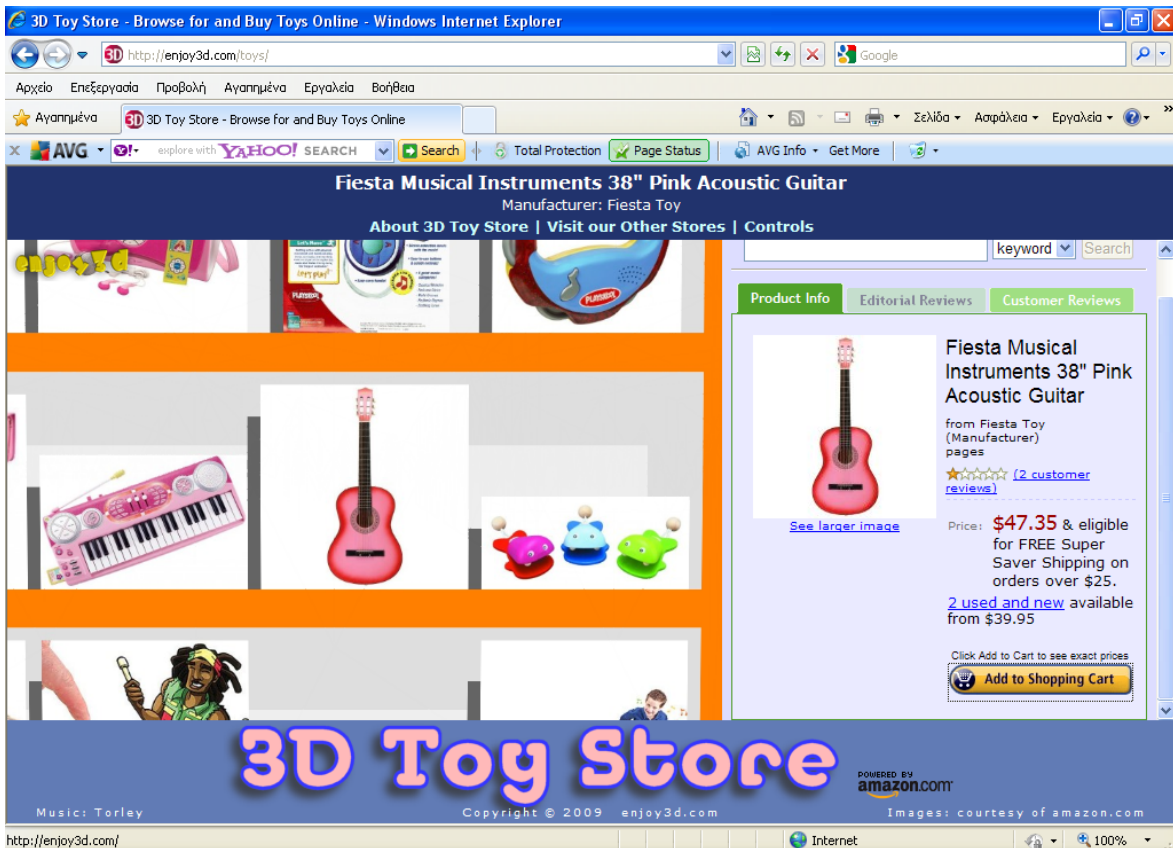 3D Toy Store - Browse for and Buy Toys Online - Windows Internet Explorer
http://enjoy3d.com/toys/
Google
Αρχείο Επεξεργασία Προβολή Αγαπημένα Εργαλεία Βοήθεια
Αγαπημένα 3D 3D Toy Store - Browse for and Buy Toys Online Σελίδα Ασφάλεια Εργαλεία
X AVG Y! explore with YAHOO! SEARCH Search Total Protection Page Status AVG Info Get More
Fiesta Musical Instruments 38" Pink Acoustic Guitar
Manufacturer: Fiesta Toy
About 3D Toy Store | Visit our Other Stores | Controls
enjoy3d
PLAYSKOOL
PLAYSKOOL
keyword Search
Product Info Editorial Reviews Customer Reviews
Fiesta Musical
Instruments 38" Pink
Acoustic Guitar
from Fiesta Toy
(Manufacturer)
pages
(2 customer
reviews)
See larger image
Price: $47.35 & eligible
for FREE Super
Saver Shipping on
orders over $25.
2 used and new available
from $39.95
Click Add to Cart to see exact prices
Add to Shopping Cart
3D Toy Store
POWERED BY
amazon.com
Music: Torley Copyright © 2009 enjoy3d.com Images: courtesy of amazon.com
http://enjoy3d.com/ Internet 100%